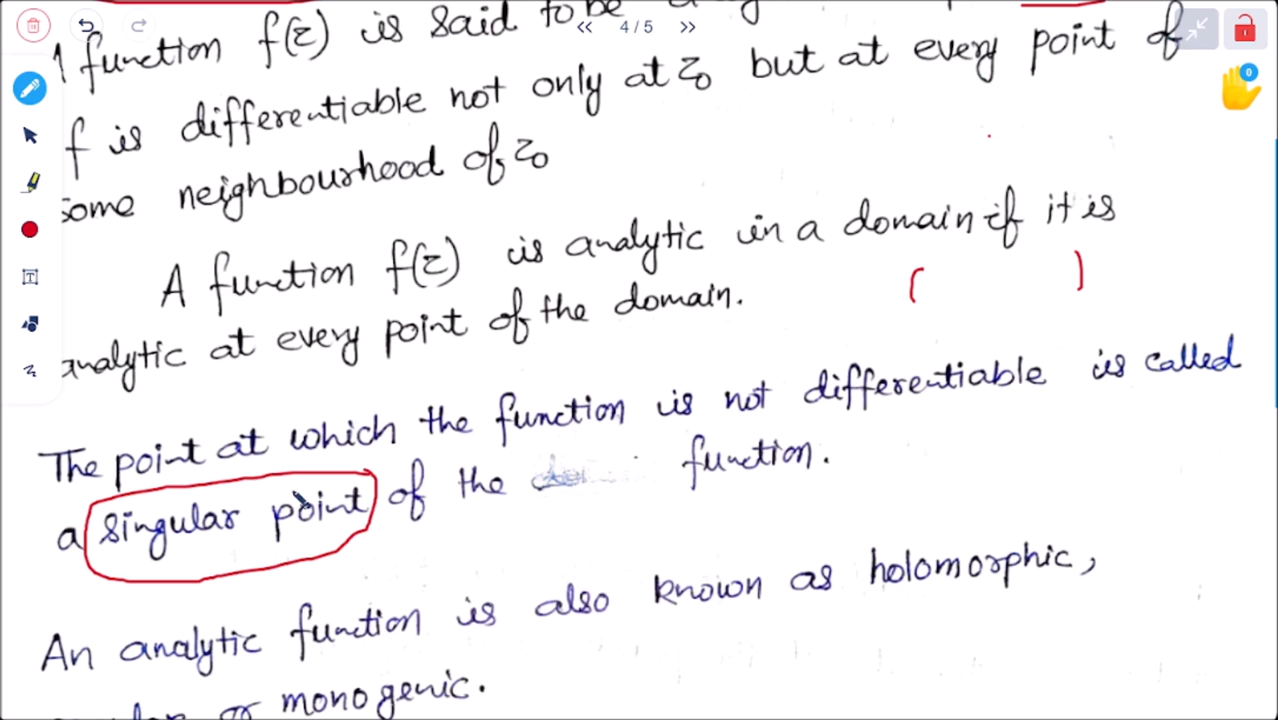 4/5
function f(z) is said to be
f is differentiable not only at z0 but at every point of
some neighbourhood of z0
A function f(z) is analytic in a domain if it is
analytic at every point of the domain.
( )
The point at which the function is not differentiable is called
a singular point of the function.
An analytic function is also known as holomorphic,
or monogenic.